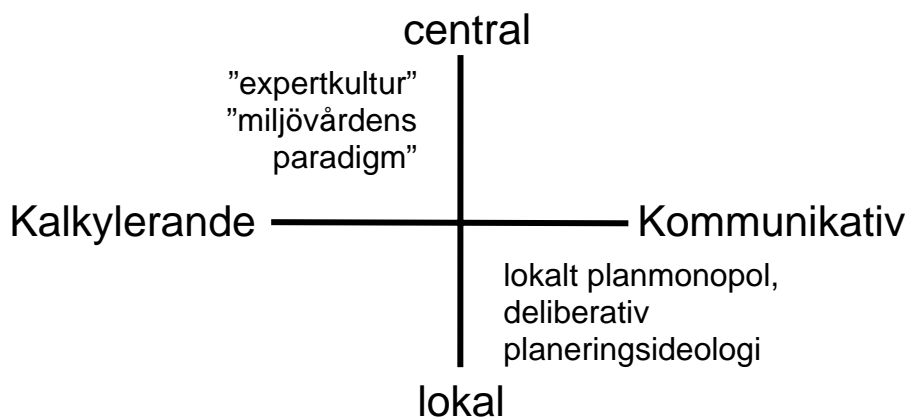 central
”expertkultur”
”miljövårdens
paradigm”
Kalkylerande
Kommunikativ
lokalt planmonopol,
deliberativ
planeringsideologi
lokal